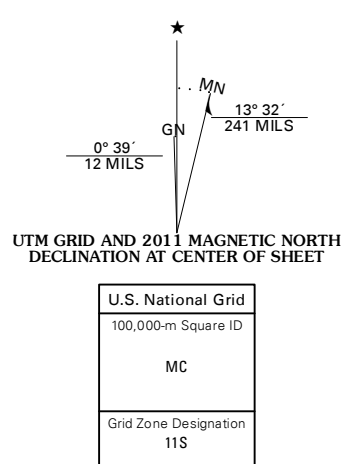 ★
MN
GN
13° 32´
241 MILS
0° 39´
12 MILS
UTM GRID AND 2011 MAGNETIC NORTH
DECLINATION AT CENTER OF SHEET
U.S. National Grid
100,000-m Square ID
MC
Grid Zone Designation
11S